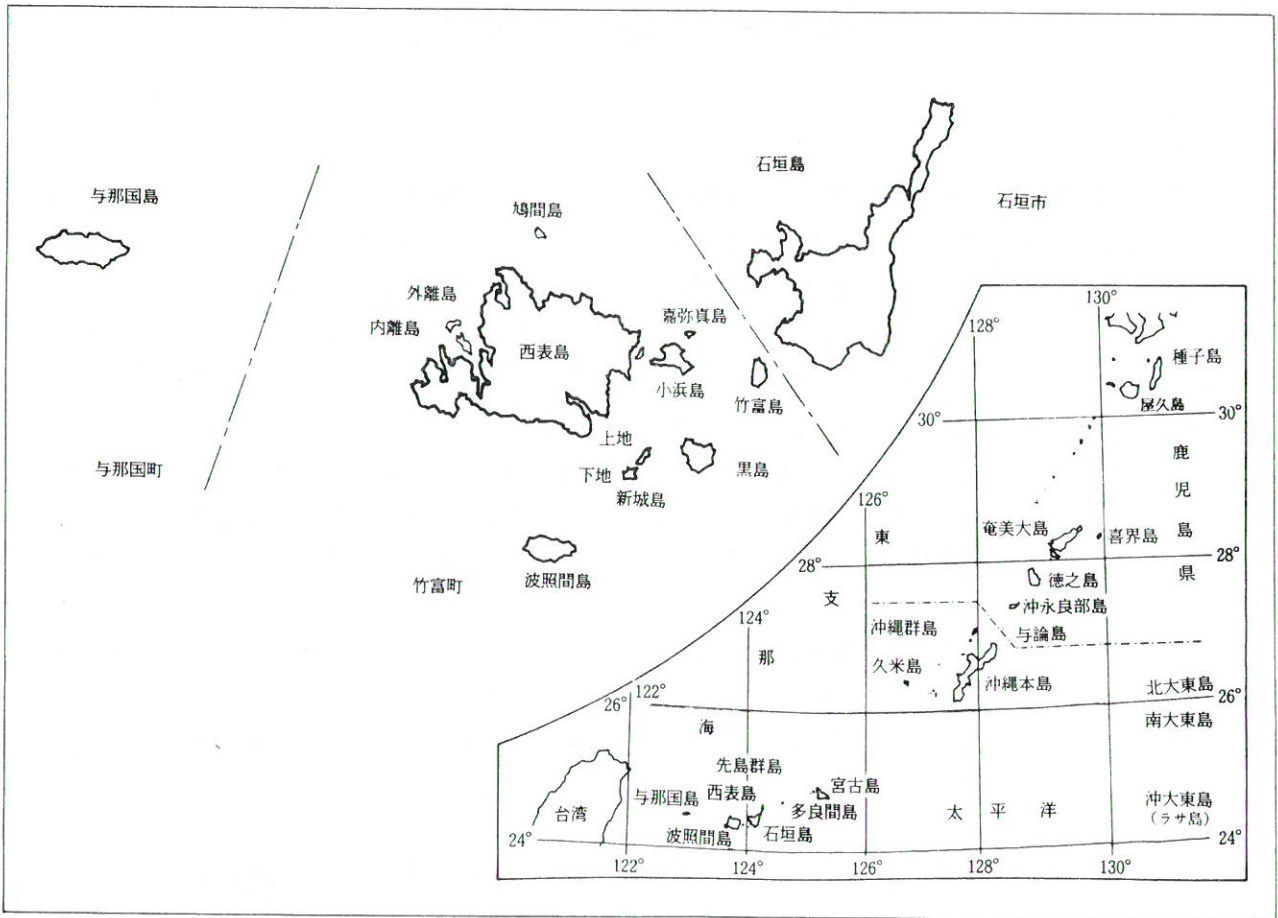 与那国島
鳩間島
石垣島
石垣市
外離島
内離島
西表島
嘉弥真島
小浜島
竹富島
上地
下地
新城島
黒島
与那国町
竹富町
波照間島
130°
128°
種子島
屋久島
30°
30°
鹿児島県
126°
東支那海
奄美大島
喜界島
28°
28°
徳之島
沖永良部島
与論島
124°
沖縄群島
久米島
沖縄本島
北大東島
26°
122°
26°
南大東島
先島群島
宮古島
与那国島
西表島
多良間島
太平洋
沖大東島
(ラサ島)
台湾
波照間島
石垣島
24°
24°
122°
124°
126°
128°
130°